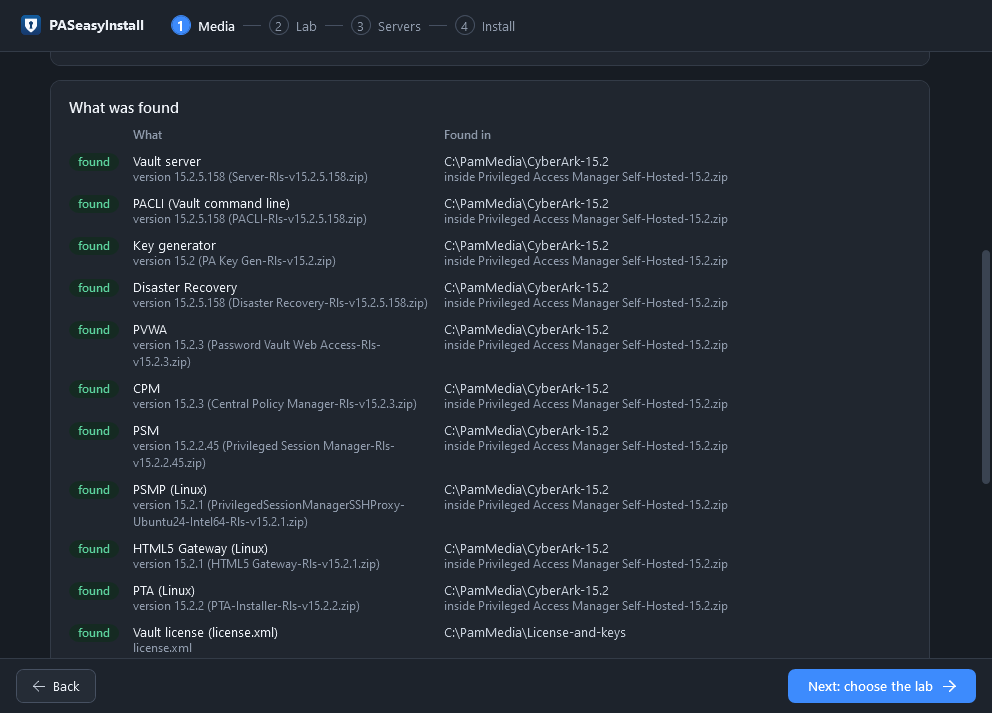 PASeasyInstall 1 Media 2 Lab 3 Servers 4 Install
What was found
What Found in
found Vault server C:\PamMedia\CyberArk-15.2
version 15.2.5.158 (Server-Rls-v15.2.5.158.zip) inside Privileged Access Manager Self-Hosted-15.2.zip
found PACLI (Vault command line) C:\PamMedia\CyberArk-15.2
version 15.2.5.158 (PACLI-Rls-v15.2.5.158.zip) inside Privileged Access Manager Self-Hosted-15.2.zip
found Key generator C:\PamMedia\CyberArk-15.2
version 15.2 (PA Key Gen-Rls-v15.2.zip) inside Privileged Access Manager Self-Hosted-15.2.zip
found Disaster Recovery C:\PamMedia\CyberArk-15.2
version 15.2.5.158 (Disaster Recovery-Rls-v15.2.5.158.zip) inside Privileged Access Manager Self-Hosted-15.2.zip
found PVWA C:\PamMedia\CyberArk-15.2
version 15.2.3 (Password Vault Web Access-Rls- inside Privileged Access Manager Self-Hosted-15.2.zip
v15.2.3.zip)
found CPM C:\PamMedia\CyberArk-15.2
version 15.2.3 (Central Policy Manager-Rls-v15.2.3.zip) inside Privileged Access Manager Self-Hosted-15.2.zip
found PSM C:\PamMedia\CyberArk-15.2
version 15.2.2.45 (Privileged Session Manager-Rls- inside Privileged Access Manager Self-Hosted-15.2.zip
v15.2.2.45.zip)
found PSMP (Linux) C:\PamMedia\CyberArk-15.2
version 15.2.1 (PrivilegedSessionManagerSSHProxy- inside Privileged Access Manager Self-Hosted-15.2.zip
Ubuntu24-Intel64-Rls-v15.2.1.zip)
found HTML5 Gateway (Linux) C:\PamMedia\CyberArk-15.2
version 15.2.1 (HTML5 Gateway-Rls-v15.2.1.zip) inside Privileged Access Manager Self-Hosted-15.2.zip
found PTA (Linux) C:\PamMedia\CyberArk-15.2
version 15.2.2 (PTA-Installer-Rls-v15.2.2.zip) inside Privileged Access Manager Self-Hosted-15.2.zip
found Vault license (license.xml) C:\PamMedia\License-and-keys
license.xml
← Back Next: choose the lab →